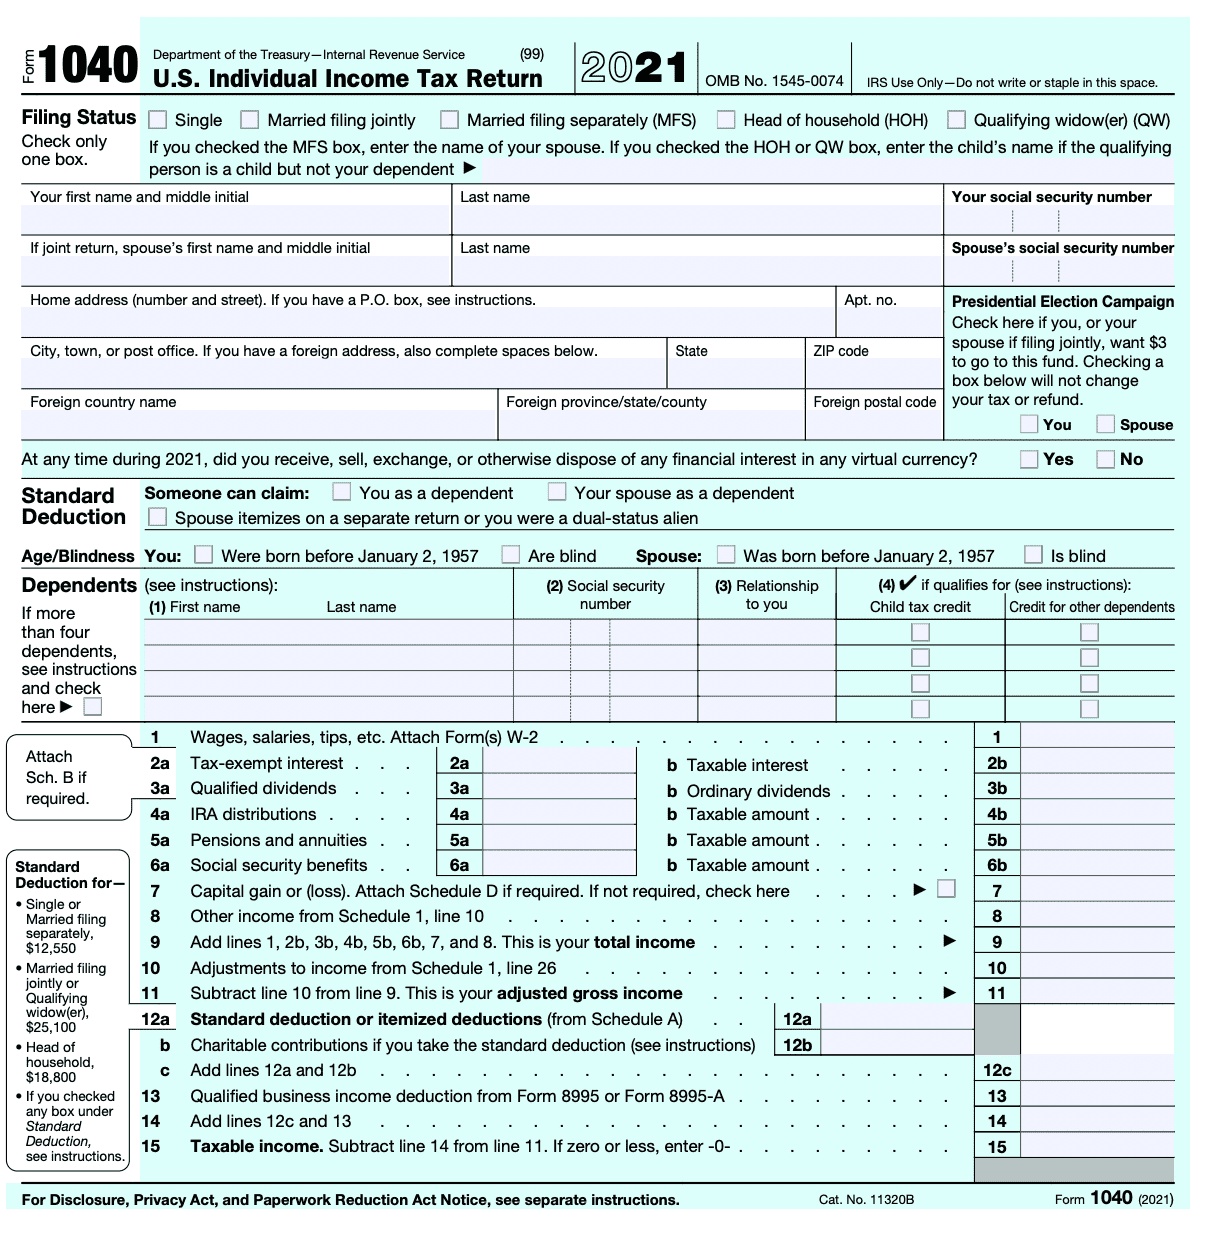 Form 1040 Department of the Treasury—Internal Revenue Service (99) U.S. Individual Income Tax Return 2021 OMB No. 1545-0074 IRS Use Only—Do not write or staple in this space.
Filing Status
Check only
one box.
Single Married filing jointly Married filing separately (MFS) Head of household (HOH) Qualifying widow(er) (QW)
If you checked the MFS box, enter the name of your spouse. If you checked the HOH or QW box, enter the child's name if the qualifying
person is a child but not your dependent ▶
Your first name and middle initial Last name Your social security number
If joint return, spouse's first name and middle initial Last name Spouse's social security number
Home address (number and street). If you have a P.O. box, see instructions. Apt. no.
City, town, or post office. If you have a foreign address, also complete spaces below. State ZIP code
Foreign country name Foreign province/state/county Foreign postal code
Presidential Election Campaign
Check here if you, or your
spouse if filing jointly, want $3
to go to this fund. Checking a
box below will not change
your tax or refund.
You Spouse
At any time during 2021, did you receive, sell, exchange, or otherwise dispose of any financial interest in any virtual currency? Yes No
Standard
Deduction
Someone can claim: You as a dependent Your spouse as a dependent
Spouse itemizes on a separate return or you were a dual-status alien
Age/Blindness You: Were born before January 2, 1957 Are blind Spouse: Was born before January 2, 1957 Is blind
Dependents (see instructions):
(1) First name Last name
(2) Social security
number
(3) Relationship
to you
(4) ✔ if qualifies for (see instructions):
Child tax credit Credit for other dependents
If more
than four
dependents,
see instructions
and check
here ▶
Attach
Sch. B if
required.
1 Wages, salaries, tips, etc. Attach Form(s) W-2 . . . . . . . . . . . . . . . . 1
2a Tax-exempt interest . . . 2a b Taxable interest . . . . . 2b
3a Qualified dividends . . . 3a b Ordinary dividends . . . . . 3b
4a IRA distributions . . . . 4a b Taxable amount . . . . . . 4b
5a Pensions and annuities . . 5a b Taxable amount . . . . . . 5b
6a Social security benefits . . 6a b Taxable amount . . . . . . 6b
7 Capital gain or (loss). Attach Schedule D if required. If not required, check here . . . . ▶ 7
8 Other income from Schedule 1, line 10 . . . . . . . . . . . . . . . . . . 8
9 Add lines 1, 2b, 3b, 4b, 5b, 6b, 7, and 8. This is your total income . . . . . . . . . ▶ 9
10 Adjustments to income from Schedule 1, line 26 . . . . . . . . . . . . . . . 10
11 Subtract line 10 from line 9. This is your adjusted gross income . . . . . . . . . ▶ 11
12a Standard deduction or itemized deductions (from Schedule A) . . 12a
b Charitable contributions if you take the standard deduction (see instructions) 12b
c Add lines 12a and 12b . . . . . . . . . . . . . . . . . . . . . . . 12c
13 Qualified business income deduction from Form 8995 or Form 8995-A . . . . . . . . . 13
14 Add lines 12c and 13 . . . . . . . . . . . . . . . . . . . . . . . 14
15 Taxable income. Subtract line 14 from line 11. If zero or less, enter -0- . . . . . . . . . 15
Standard
Deduction for—
• Single or
Married filing
separately,
$12,550
• Married filing
jointly or
Qualifying
widow(er),
$25,100
• Head of
household,
$18,800
• If you checked
any box under
Standard
Deduction,
see instructions.
For Disclosure, Privacy Act, and Paperwork Reduction Act Notice, see separate instructions. Cat. No. 11320B Form 1040 (2021)